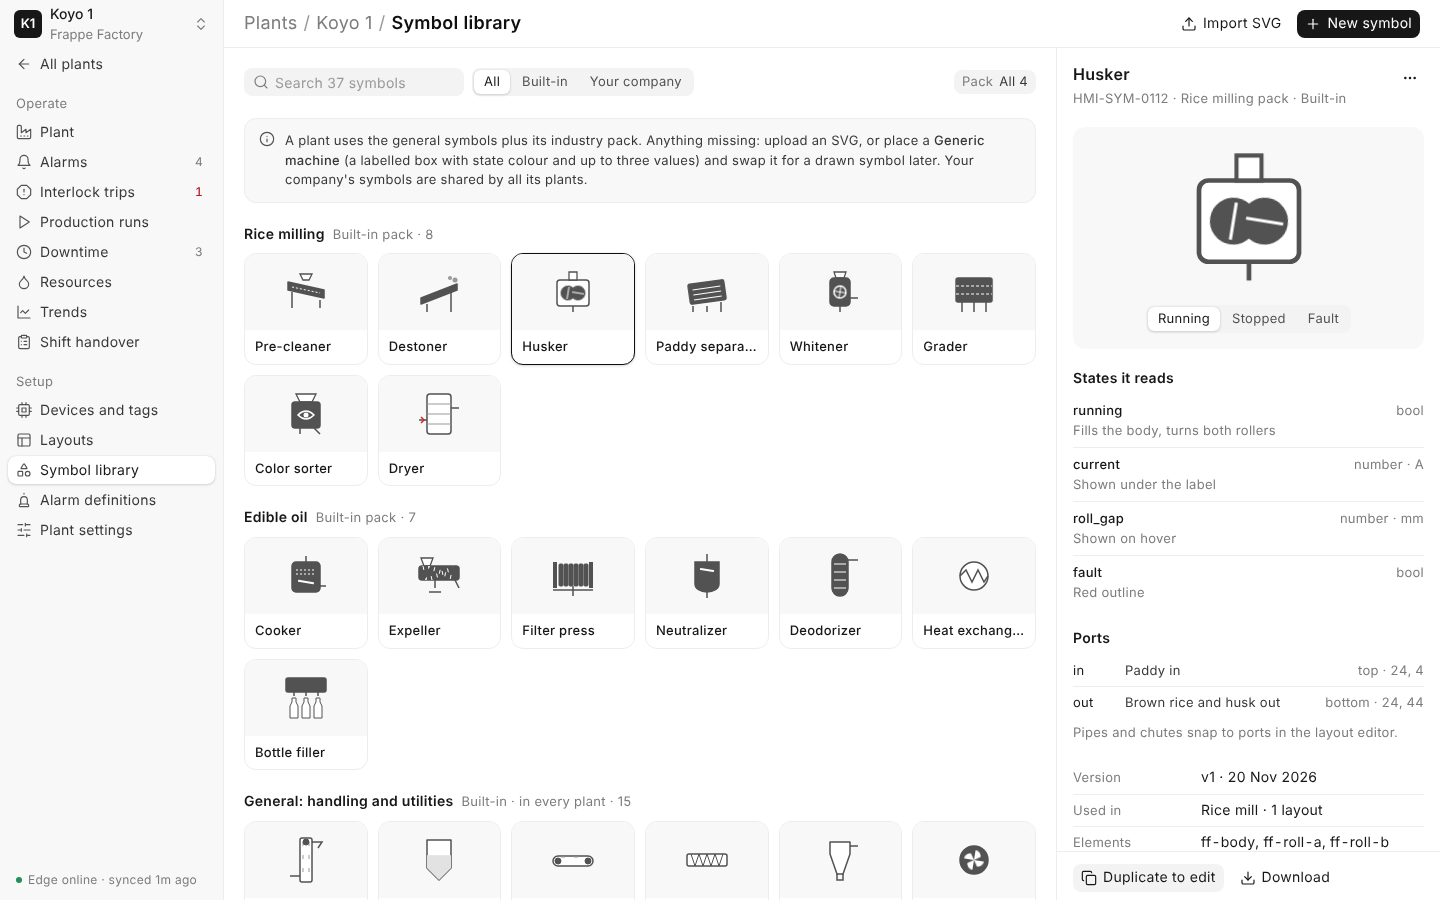 K1
Koyo 1
Frappe Factory
All plants
Operate
Plant
Alarms 4
Interlock trips 1
Production runs
Downtime 3
Resources
Trends
Shift handover
Setup
Devices and tags
Layouts
Symbol library
Alarm definitions
Plant settings
Edge online · synced 1m ago
Plants / Koyo 1 / Symbol library
Import SVG
New symbol
Search 37 symbols
All Built-in Your company
Pack All 4
A plant uses the general symbols plus its industry pack. Anything missing: upload an SVG, or place a Generic
machine (a labelled box with state colour and up to three values) and swap it for a drawn symbol later. Your
company's symbols are shared by all its plants.
Rice milling Built-in pack · 8
Pre-cleaner
Destoner
Husker
Paddy separa...
Whitener
Grader
Color sorter
Dryer
Edible oil Built-in pack · 7
Cooker
Expeller
Filter press
Neutralizer
Deodorizer
Heat exchang...
Bottle filler
General: handling and utilities Built-in · in every plant · 15
Husker
HMI-SYM-0112 · Rice milling pack · Built-in
Running Stopped Fault
States it reads
running bool
Fills the body, turns both rollers
current number · A
Shown under the label
roll_gap number · mm
Shown on hover
fault bool
Red outline
Ports
in Paddy in top · 24, 4
out Brown rice and husk out bottom · 24, 44
Pipes and chutes snap to ports in the layout editor.
Version v1 · 20 Nov 2026
Used in Rice mill · 1 layout
Elements ff-body, ff-roll-a, ff-roll-b
Duplicate to edit
Download